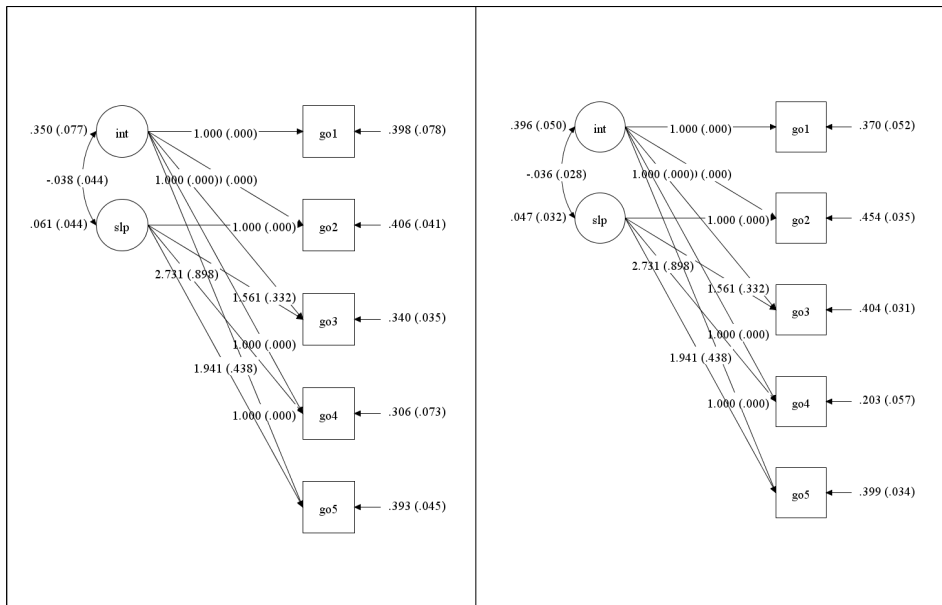 .350 (.077)
int
1.000 (.000)
go1
.398 (.078)
-.038 (.044)
1.000 (.000)) (.000)
.061 (.044)
slp
1.000 (.000)
go2
.406 (.041)
2.731 (.898)
1.561 (.332)
go3
.340 (.035)
1.000 (.000)
1.941 (.438)
1.000 (.000)
go4
.306 (.073)
go5
.393 (.045)
.396 (.050)
int
1.000 (.000)
go1
.370 (.052)
-.036 (.028)
1.000 (.000)) (.000)
.047 (.032)
slp
1.000 (.000)
go2
.454 (.035)
2.731 (.898)
1.561 (.332)
go3
.404 (.031)
1.000 (.000)
1.941 (.438)
1.000 (.000)
go4
.203 (.057)
go5
.399 (.034)